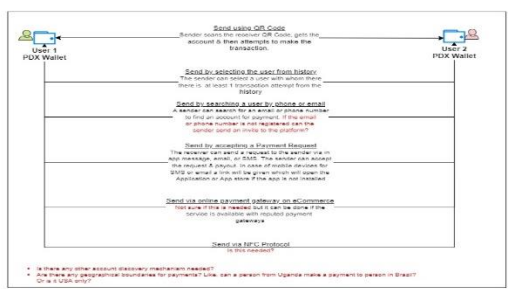 Send using QR Code
Sender scans the receiver QR Code, gets the
account & then attempts to make the
transaction.
User 1
PDX Wallet
User 2
PDX Wallet
Send by selecting the user from history
The sender can select a user with whom there
there is at least 1 transaction attempt from the
history
Send by searching a user by phone or email
A sender can search for an email or phone number
to find an account for payment. If the email
or phone number is not registered can the
sender send an invite to the platform?
Send by accepting a Payment Request
The receiver can send a request to the sender via in
app message, email, or SMS. The sender can accept
the request & payout. In case of mobile devices for
SMS or email a link will be given which will open the
Application or App store if the app is not installed
Send via online payment gateway on eCommerce
Not sure if this is needed but it can be done if the
service is available with reputed payment
gateways
Send via NFC Protocol
Is this needed?
Is there any other account discovery mechanism needed?
Are there any geographical boundaries for payments? Like, can a person from Uganda make a payment to person in Brazil?
Or is it USA only?